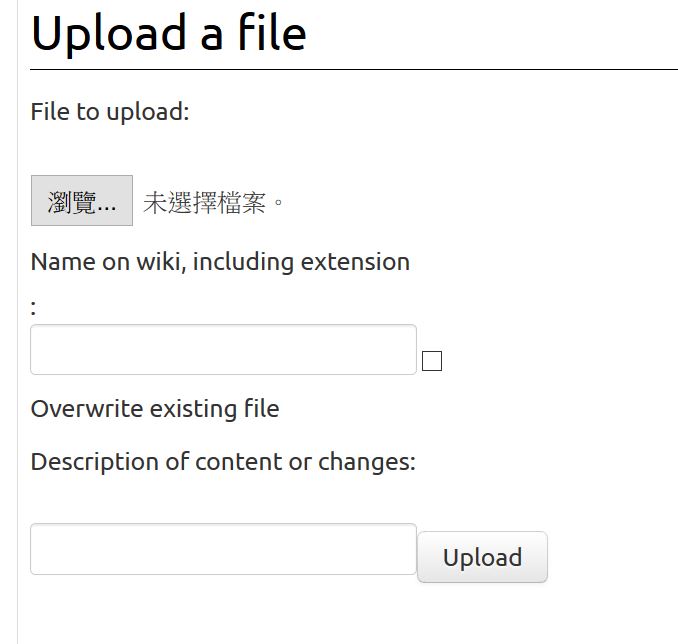 Upload a file
File to upload:
瀏覽... 未選擇檔案。
Name on wiki, including extension
:
Overwrite existing file
Description of content or changes:
Upload